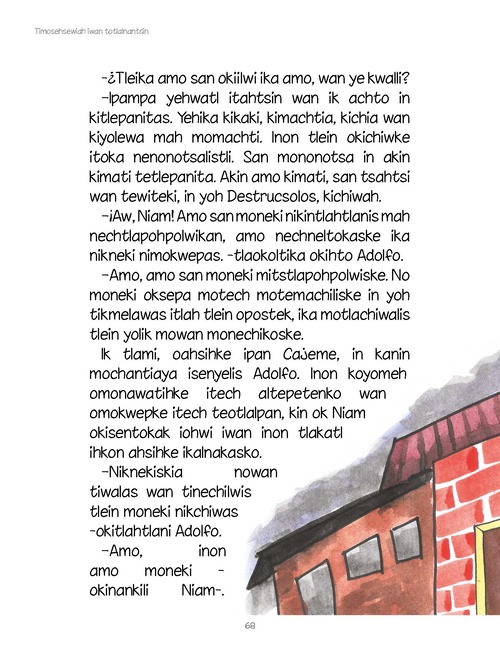 Timosehsewiah iwan totlalnantsin
-¿Tleika amo san okiilwi ika amo, wan ye kwalli?
-Ipampa yehwatl itahtsin wan ik achto in
kitlepanitas. Yehika kikaki, kimachtia, kichia wan
kiyolewa mah momachti. Inon tlein okichiwke
itoka nenonotsalistli. San mononotsa in akin
kimati tetlepanita. Akin amo kimati, san tsahtsi
wan tewiteki, in yoh Destrucsolos, kichiwah.
-¡Aw, Niam! Amo san moneki nikintlahtlanis mah
nechtlapohpolwikan, amo nechneltokaske ika
nikneki nimokwepas. -tlaokoltika okihto Adolfo.
-Amo, amo san moneki mitstlapohpolwiske. No
moneki oksepa motech motemachiliske in yoh
tikmelawas itlah tlein opostek, ika motlachiwalis
tlein yolik mowan monechikoske.
Ik tlami, oahsihke ipan Cajeme, in kanin
mochantiaya isenyelis Adolfo. Inon koyomeh
omonawatihke itech altepetenko wan
omokwepke itech teotlalpan, kin ok Niam
okisentokak iohwi iwan inon tlakatl
ihkon ahsihke ikalnakasko.
-Niknekiskia nowan
tiwalas wan tinechilwis
tlein moneki nikchiwas
-okitlahtlani Adolfo.
-Amo, inon
amo moneki -
okinankili Niam-.
68